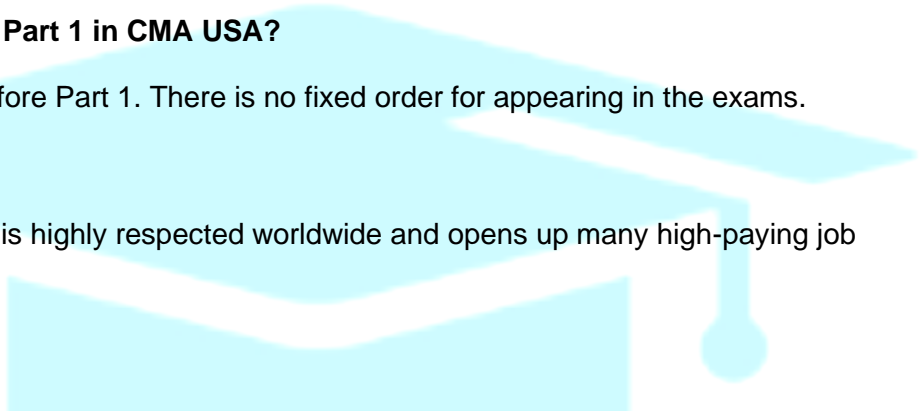 Part 1 in CMA USA?
fore Part 1. There is no fixed order for appearing in the exams.
is highly respected worldwide and opens up many high-paying job